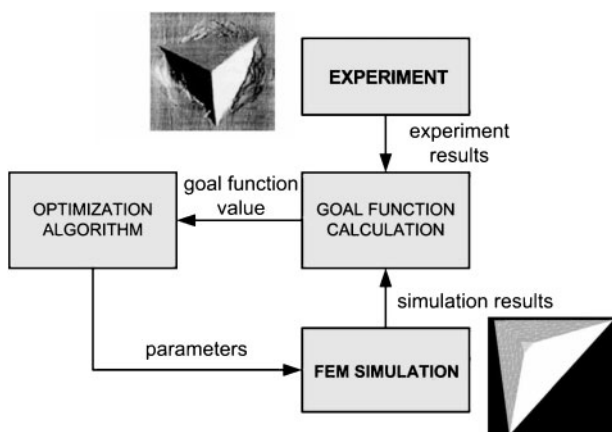 EXPERIMENT
experiment
results
goal function
value
OPTIMIZATION
ALGORITHM
GOAL FUNCTION
CALCULATION
simulation results
parameters
FEM SIMULATION